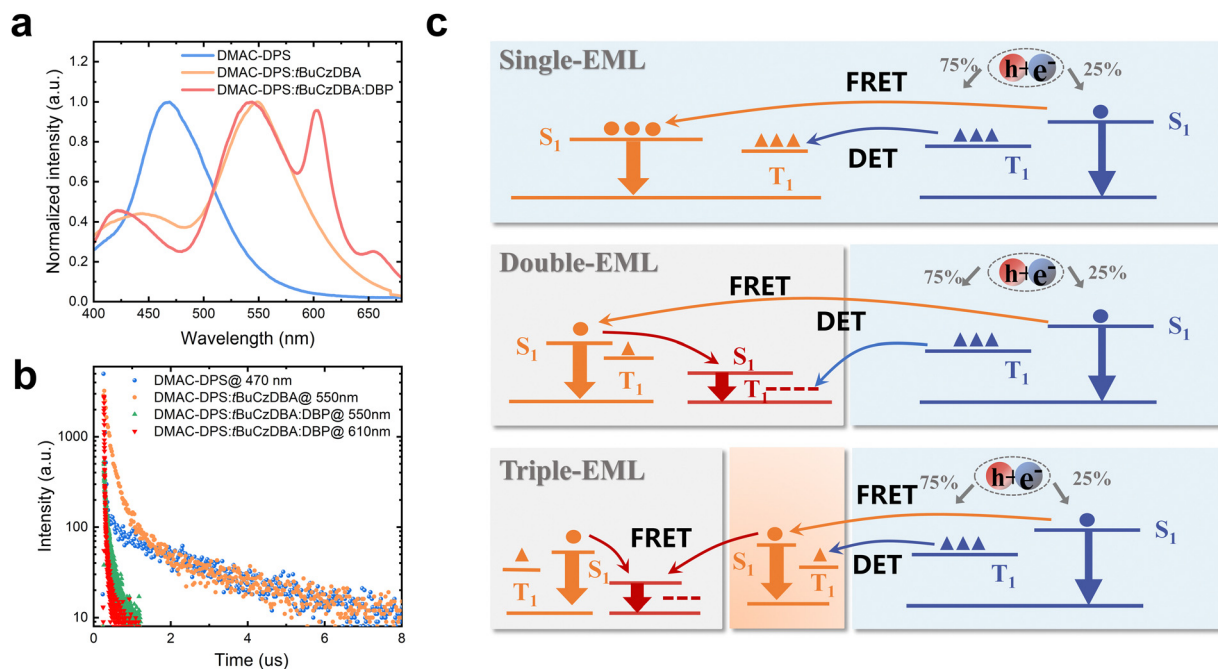 a
1.2
1.0
0.8
0.6
0.4
0.2
0.0
Normalized intensity (a.u.)
DMAC-DPS
DMAC-DPS:tBuCzDBA
DMAC-DPS:tBuCzDBA:DBP
400 450 500 550 600 650
Wavelength (nm)
b
1000
100
10
Intensity (a.u.)
DMAC-DPS@ 470 nm
DMAC-DPS:tBuCzDBA@ 550nm
DMAC-DPS:tBuCzDBA:DBP@ 550nm
DMAC-DPS:tBuCzDBA:DBP@ 610nm
0 2 4 6 8
Time (us)
c
Single-EML
75% h+ e- 25%
FRET
S1 S1
DET
T1 T1
Double-EML
75% h+ e- 25%
FRET
DET
S1 S1
T1 S1 T1
T1
Triple-EML
75% h+ e- 25%
FRET
FRET
S1
DET
T1 S1 S1 T1 T1